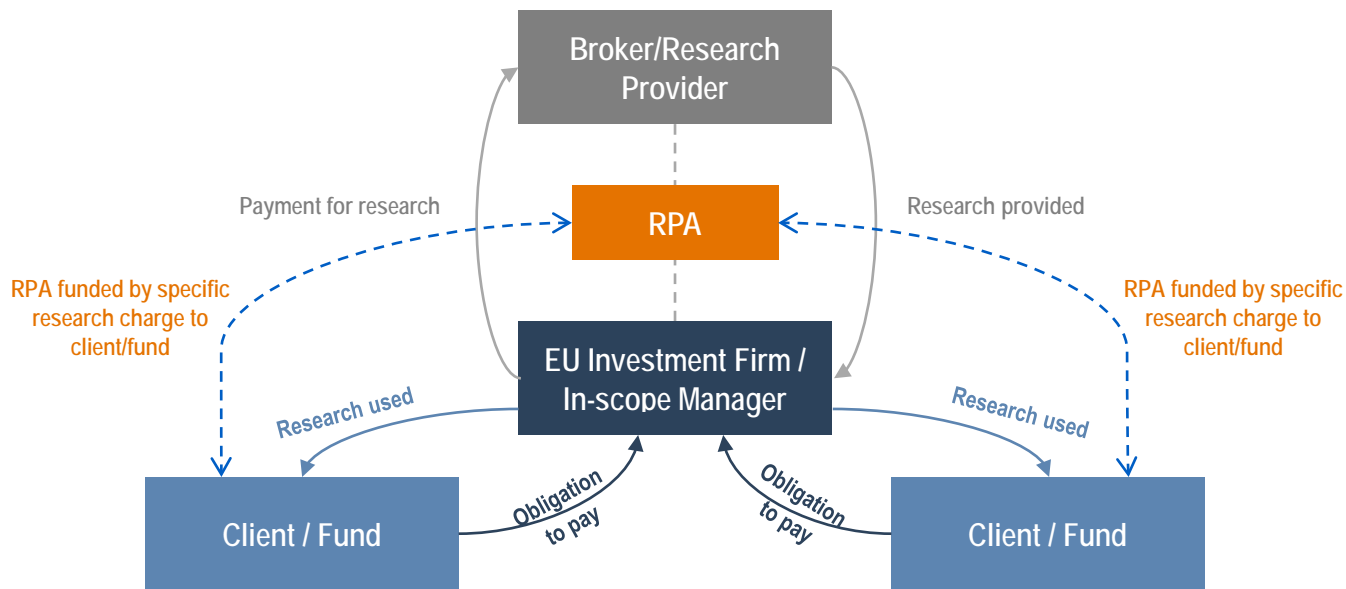 Broker/Research
Provider
Payment for research
RPA
Research provided
RPA funded by specific
research charge to
client/fund
RPA funded by specific
research charge to
client/fund
EU Investment Firm /
In-scope Manager
Research used
Research used
Obligation
to pay
Obligation
to pay
Client / Fund
Client / Fund